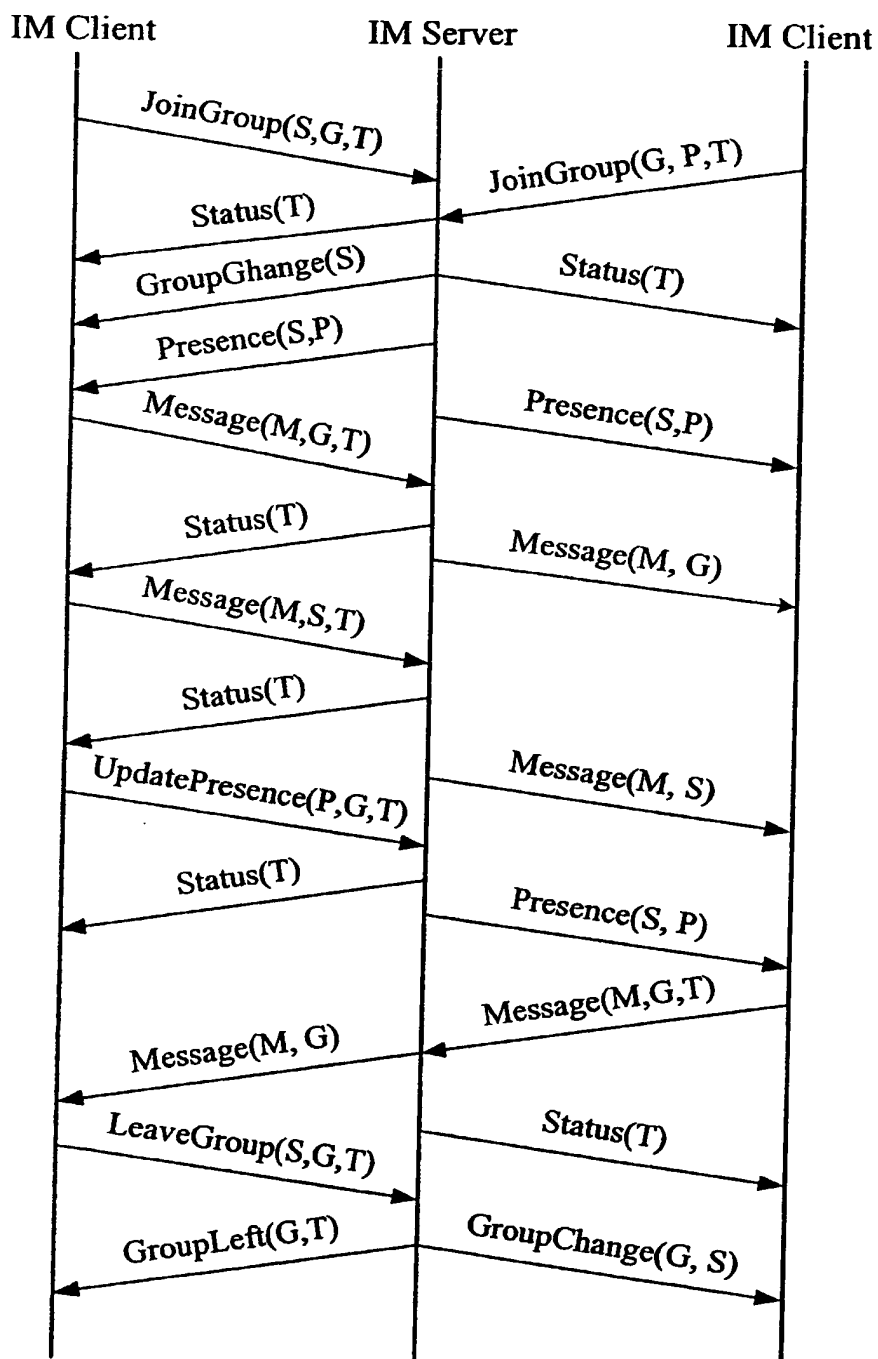 IM Client
IM Server
IM Client
JoinGroup(S,G,T)
JoinGroup(G, P,T)
Status(T)
GroupGhange(S)
Status(T)
Presence(S,P)
Message(M,G,T)
Presence(S,P)
Status(T)
Message(M, G)
Message(M,S,T)
Status(T)
Message(M, S)
UpdatePresence(P,G,T)
Status(T)
Presence(S, P)
Message(M,G,T)
Message(M, G)
LeaveGroup(S,G,T)
Status(T)
GroupLeft(G,T)
GroupChange(G, S)